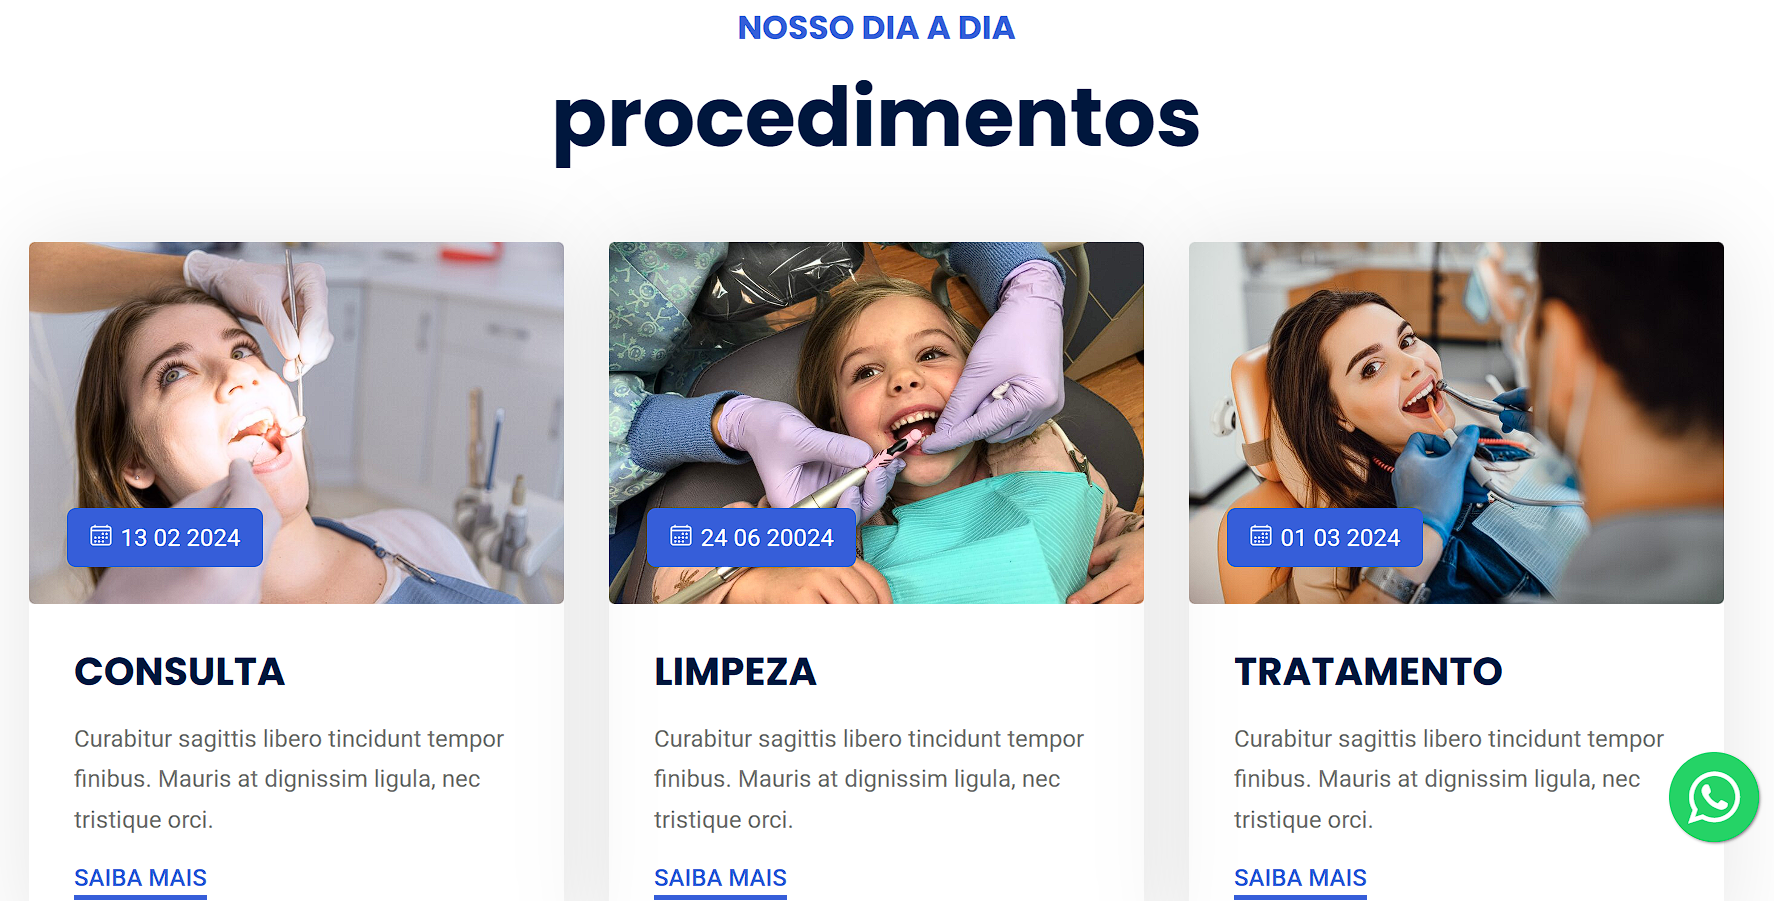 NOSSO DIA A DIA
procedimentos
13 02 2024
24 06 20024
01 03 2024
CONSULTA
Curabitur sagittis libero tincidunt tempor
finibus. Mauris at dignissim ligula, nec
tristique orci.
SAIBA MAIS
LIMPEZA
Curabitur sagittis libero tincidunt tempor
finibus. Mauris at dignissim ligula, nec
tristique orci.
SAIBA MAIS
TRATAMENTO
Curabitur sagittis libero tincidunt tempor
finibus. Mauris at dignissim ligula, nec
tristique orci.
SAIBA MAIS